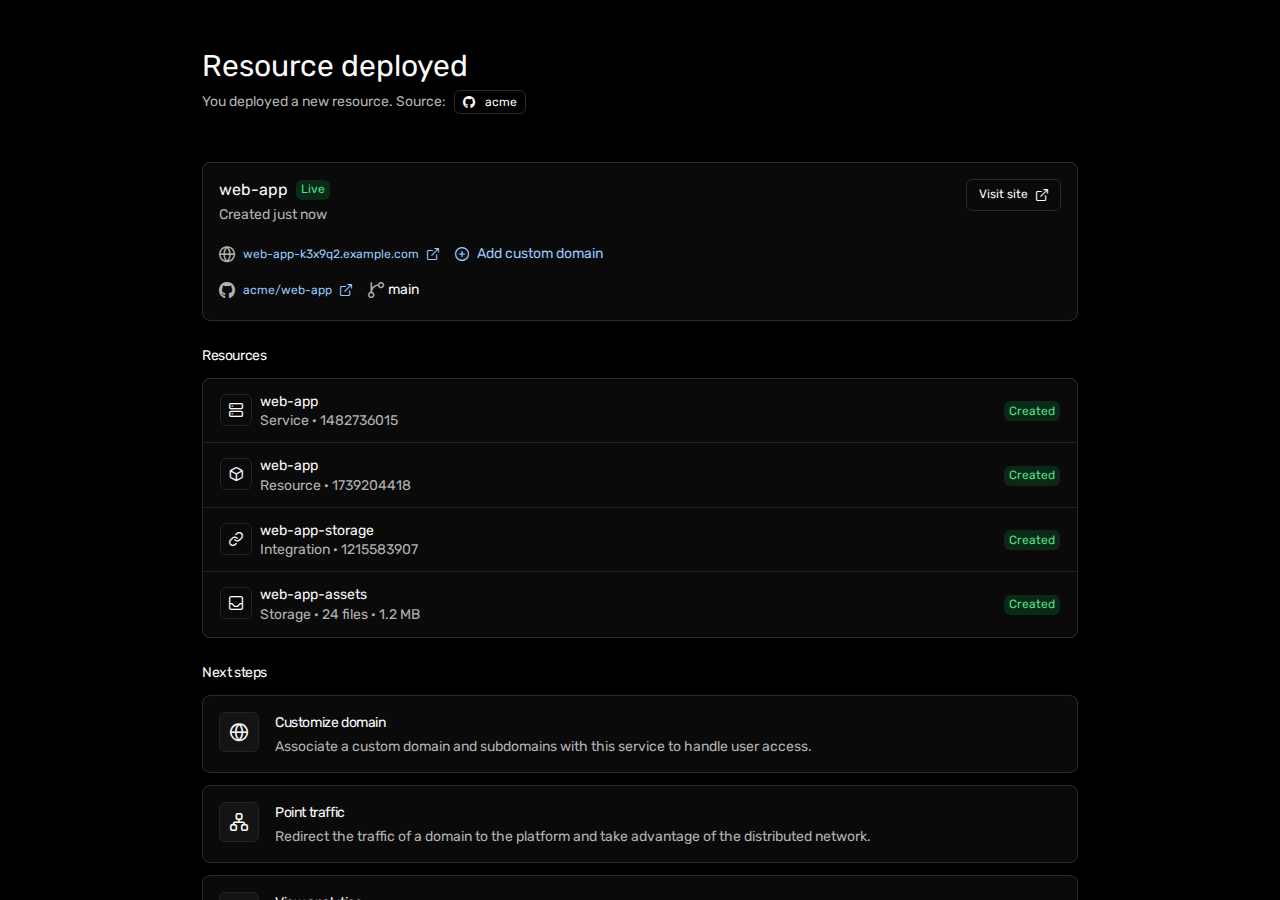 Resource deployed
You deployed a new resource. Source: acme
web-app Live
Visit site
Created just now
web-app-k3x9q2.example.com Add custom domain
acme/web-app main
Resources
web-app
Service • 1482736015
Created
web-app
Resource • 1739204418
Created
web-app-storage
Integration • 1215583907
Created
web-app-assets
Storage • 24 files • 1.2 MB
Created
Next steps
Customize domain
Associate a custom domain and subdomains with this service to handle user access.
Point traffic
Redirect the traffic of a domain to the platform and take advantage of the distributed network.